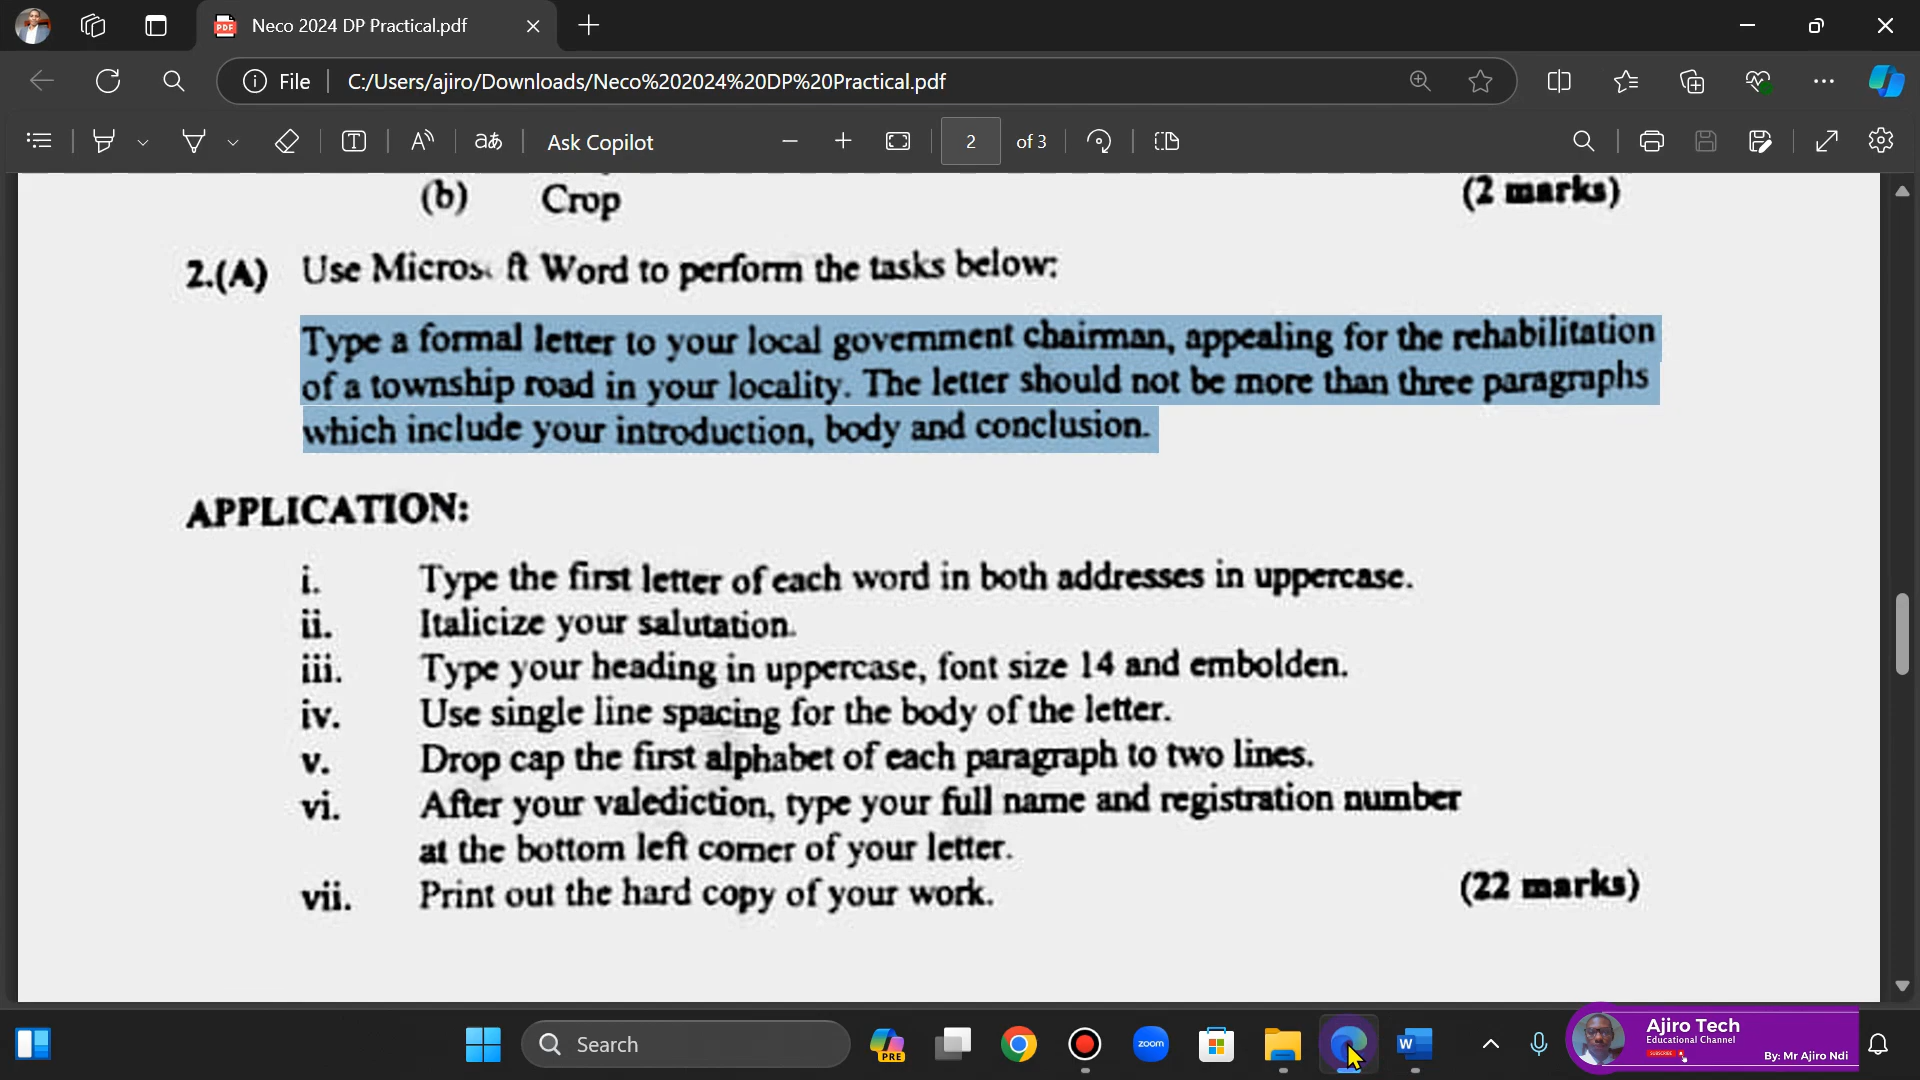 Neco 2024 DP Practical.pdf
File
C:/Users/ajiro/Downloads/Neco%202024%20DP%20Practical.pdf
Ask Copilot
2
of 3
(b) Crop (2 marks)
2.(A) Use Micros ft Word to perform the tasks below:
Type a formal letter to your local government chairman, appealing for the rehabilitation
of a township road in your locality. The letter should not be more than three paragraphs
which include your introduction, body and conclusion.
APPLICATION:
i. Type the first letter of each word in both addresses in uppercase.
ii. Italicize your salutation.
iii. Type your heading in uppercase, font size 14 and embolden.
iv. Use single line spacing for the body of the letter.
v. Drop cap the first alphabet of each paragraph to two lines.
vi. After your valediction, type your full name and registration number
at the bottom left corner of your letter.
vii. Print out the hard copy of your work. (22 marks)
Search
PRE
zoom
W
Ajiro Tech
Educational Channel
SUBSCRIBE
By: Mr Ajiro Ndi